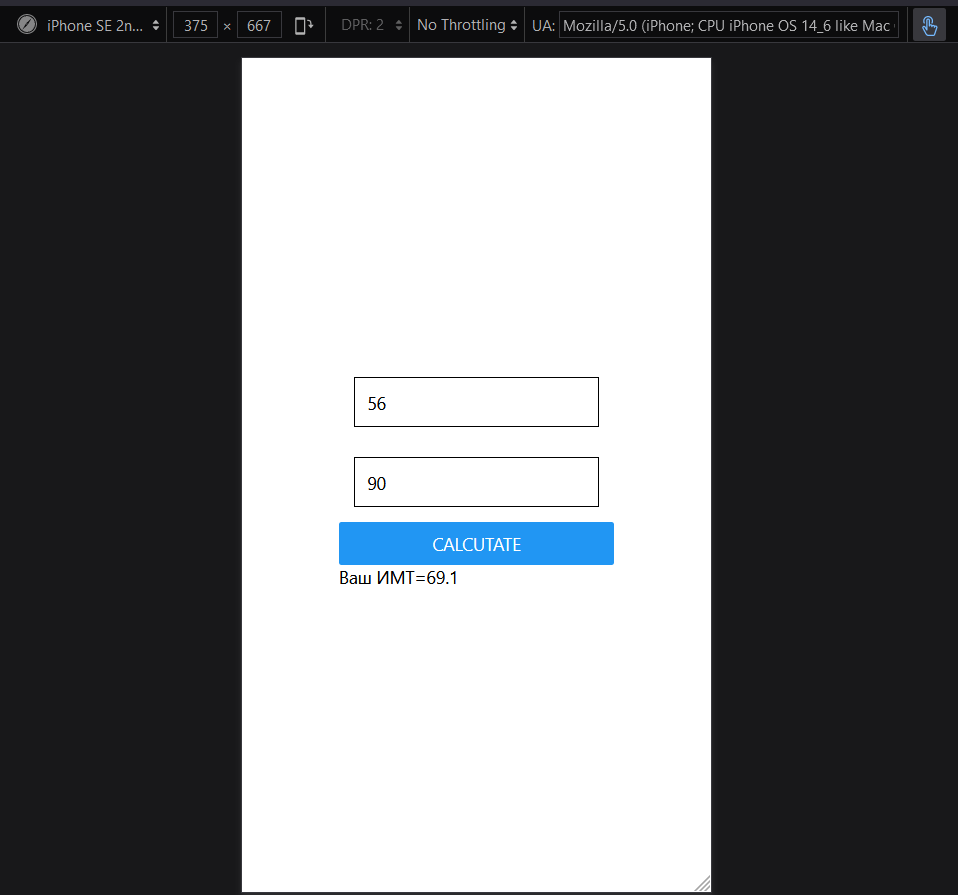 iPhone SE 2n... 375 × 667 DPR: 2 No Throttling UA: Mozilla/5.0 (iPhone; CPU iPhone OS 14_6 like Mac
56
90
CALCUTATE
Ваш ИМТ=69.1